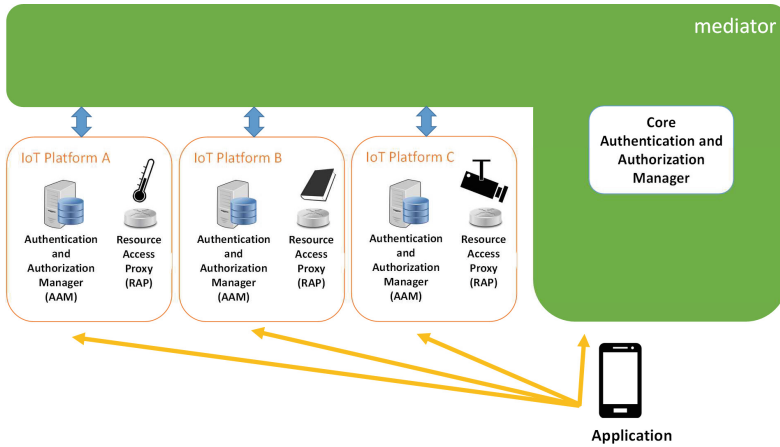 mediator
Core
Authentication and
Authorization
Manager
IoT Platform A
Authentication
and
Authorization
Manager
(AAM)
Resource
Access
Proxy
(RAP)
IoT Platform B
Authentication
and
Authorization
Manager
(AAM)
Resource
Access
Proxy
(RAP)
IoT Platform C
Authentication
and
Authorization
Manager
(AAM)
Resource
Access
Proxy
(RAP)
Application